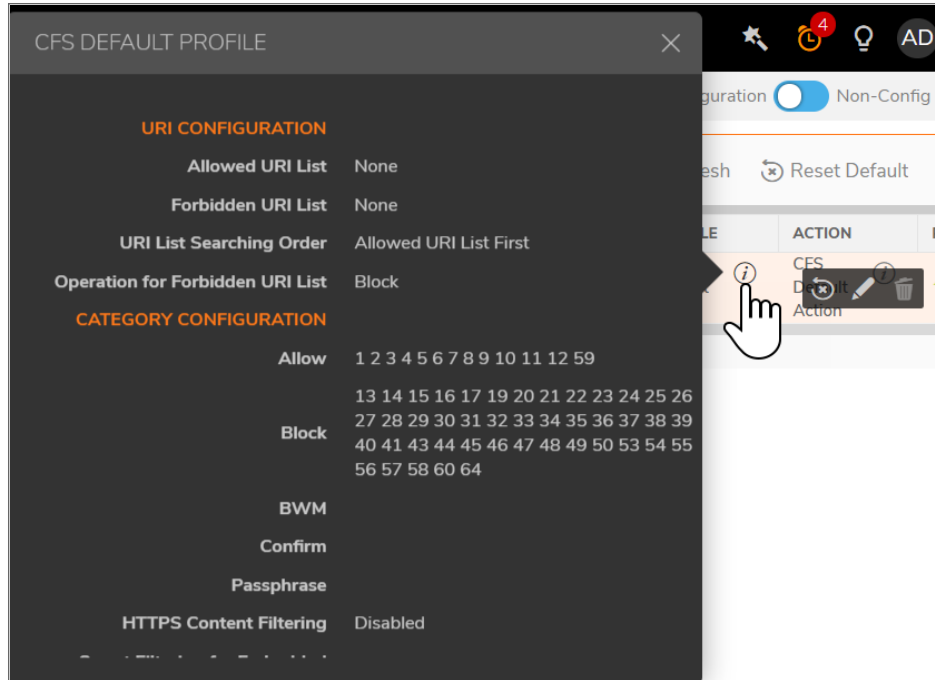 CFS DEFAULT PROFILE
4
AD
guration Non-Config
URI CONFIGURATION
Allowed URI List None
esh Reset Default
Forbidden URI List None
LE ACTION
URI List Searching Order Allowed URI List First
CFS
Operation for Forbidden URI List Block
Action
CATEGORY CONFIGURATION
Allow 1 2 3 4 5 6 7 8 9 10 11 12 59
Block 13 14 15 16 17 19 20 21 22 23 24 25 26
27 28 29 30 31 32 33 34 35 36 37 38 39
40 41 43 44 45 46 47 48 49 50 53 54 55
56 57 58 60 64
BWM
Confirm
Passphrase
HTTPS Content Filtering Disabled